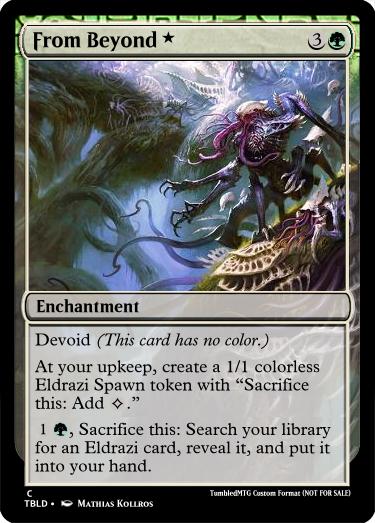 From Beyond ★ 3
Enchantment
Devoid (This card has no color.)
At your upkeep, create a 1/1 colorless
Eldrazi Spawn token with “Sacrifice
this: Add ◇.”
1 , Sacrifice this: Search your library
for an Eldrazi card, reveal it, and put it
into your hand.
C
TBLD • Mathias Kollros
TumbledMTG Custom Format (NOT FOR SALE)